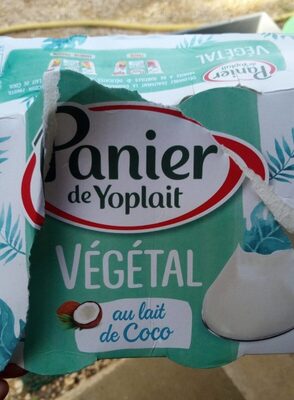 VÉGÉTAL
Panier
de Yoplait
Panier
de Yoplait
VÉGÉTAL
au lait
de Coco